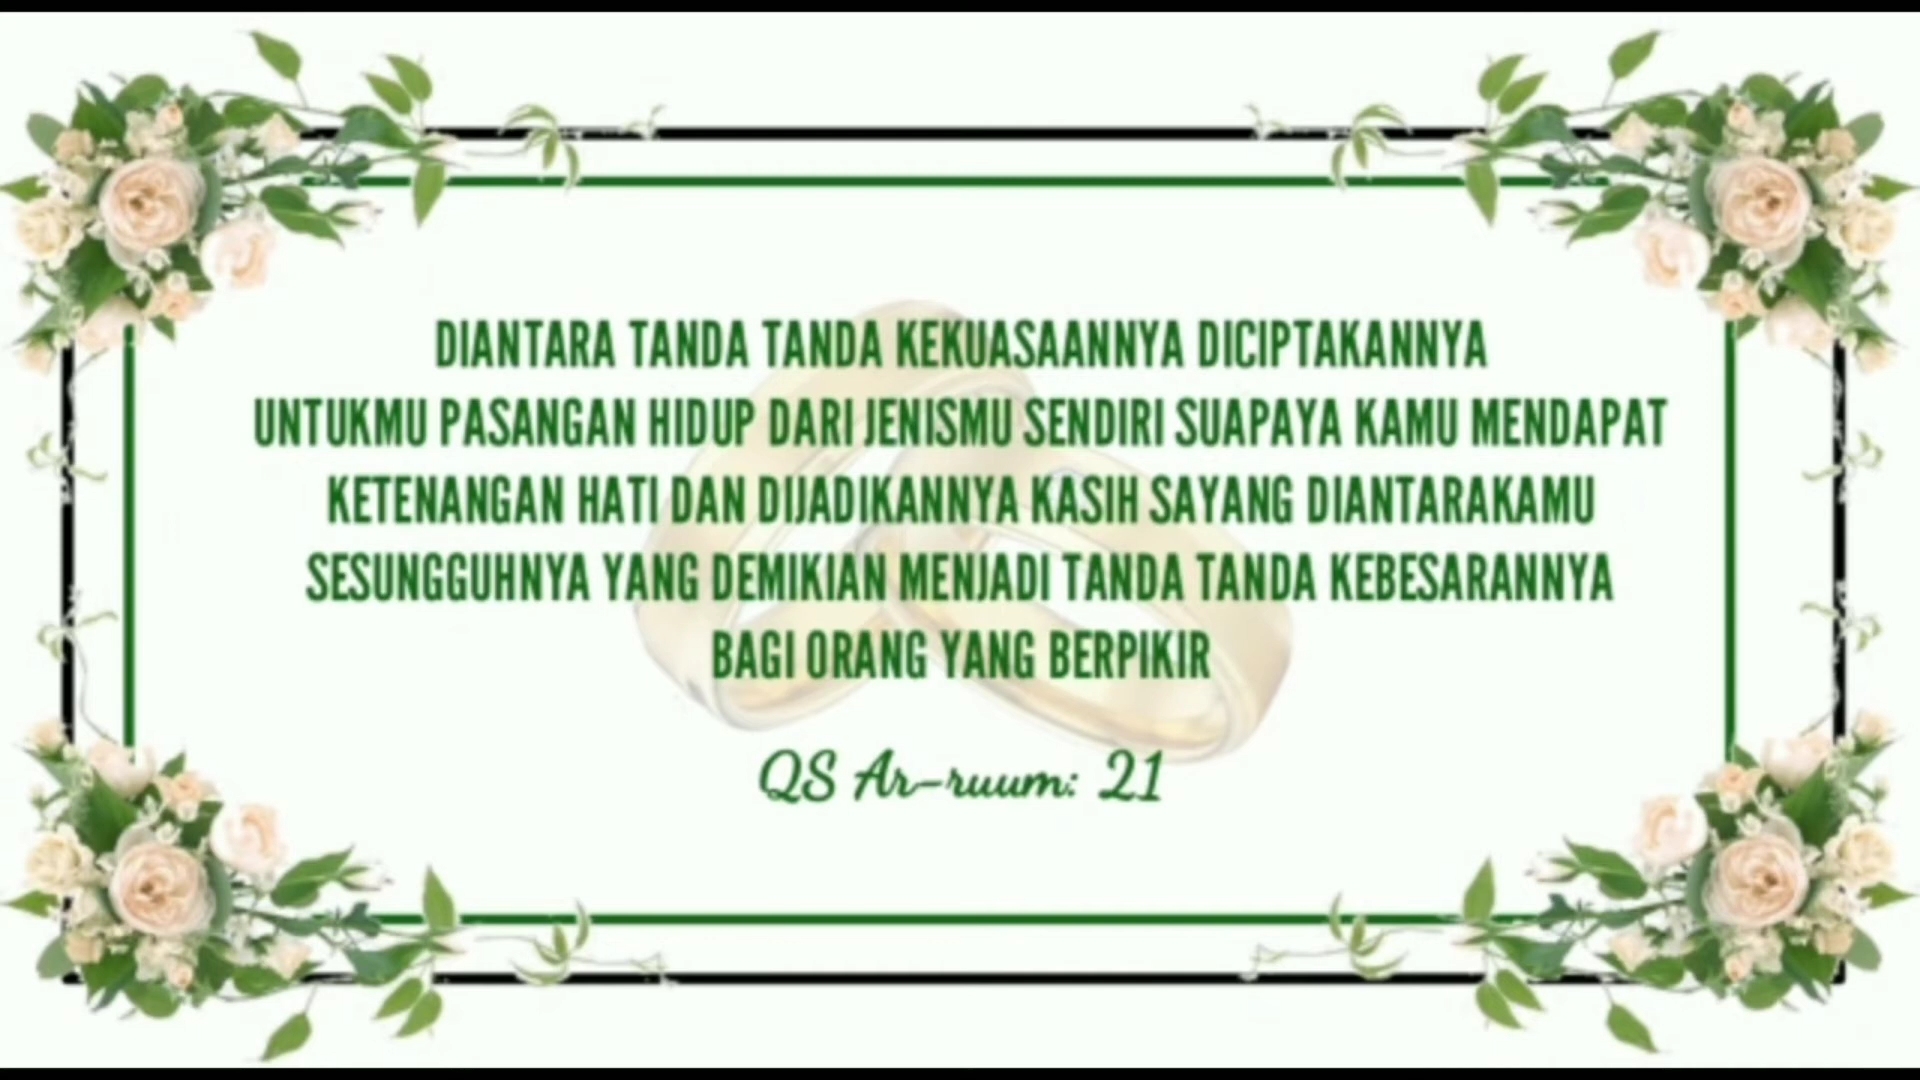 DIANTARA TANDA TANDA KEKUASAANNYA DICIPTAKANNYA
UNTUKMU PASANGAN HIDUP DARI JENISMU SENDIRI SUAPAYA KAMU MENDAPAT
KETENANGAN HATI DAN DIJADIKANNYA KASIH SAYANG DIANTARAKAMU
SESUNGGUHNYA YANG DEMIKIAN MENJADI TANDA TANDA KEBESARANNYA
BAGI ORANG YANG BERPIKIR
QS Ar-ruum: 21